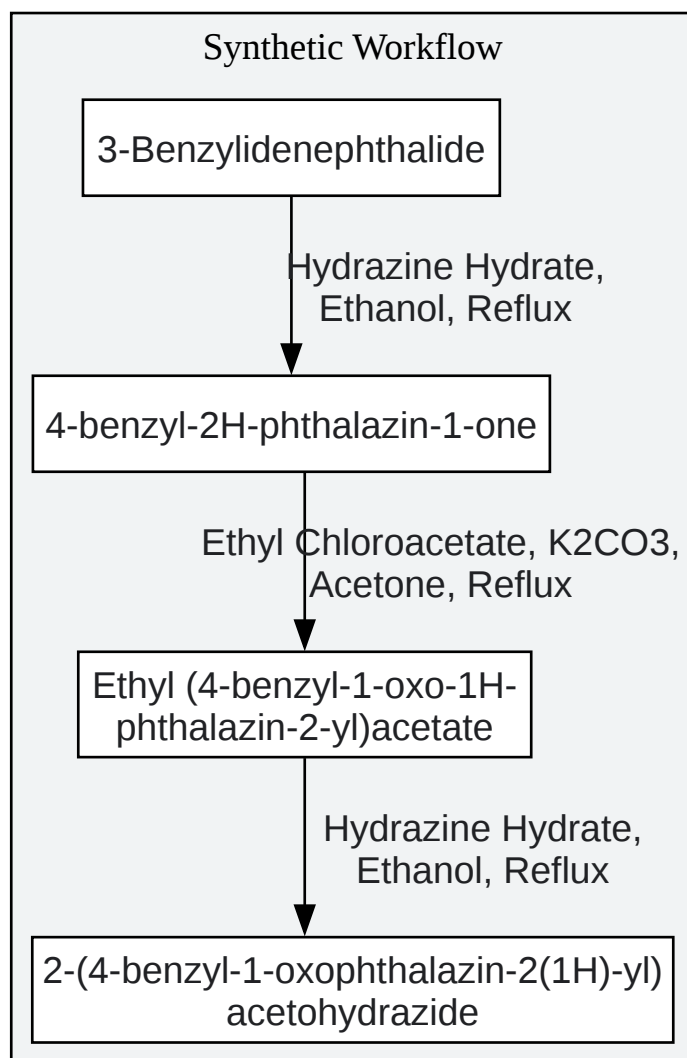 Synthetic Workflow
3-Benzylidenephthalide
Hydrazine Hydrate,
Ethanol, Reflux
4-benzyl-2H-phthalazin-1-one
Ethyl Chloroacetate, K2CO3,
Acetone, Reflux
Ethyl (4-benzyl-1-oxo-1H-
phthalazin-2-yl)acetate
Hydrazine Hydrate,
Ethanol, Reflux
2-(4-benzyl-1-oxophthalazin-2(1H)-yl)
acetohydrazide